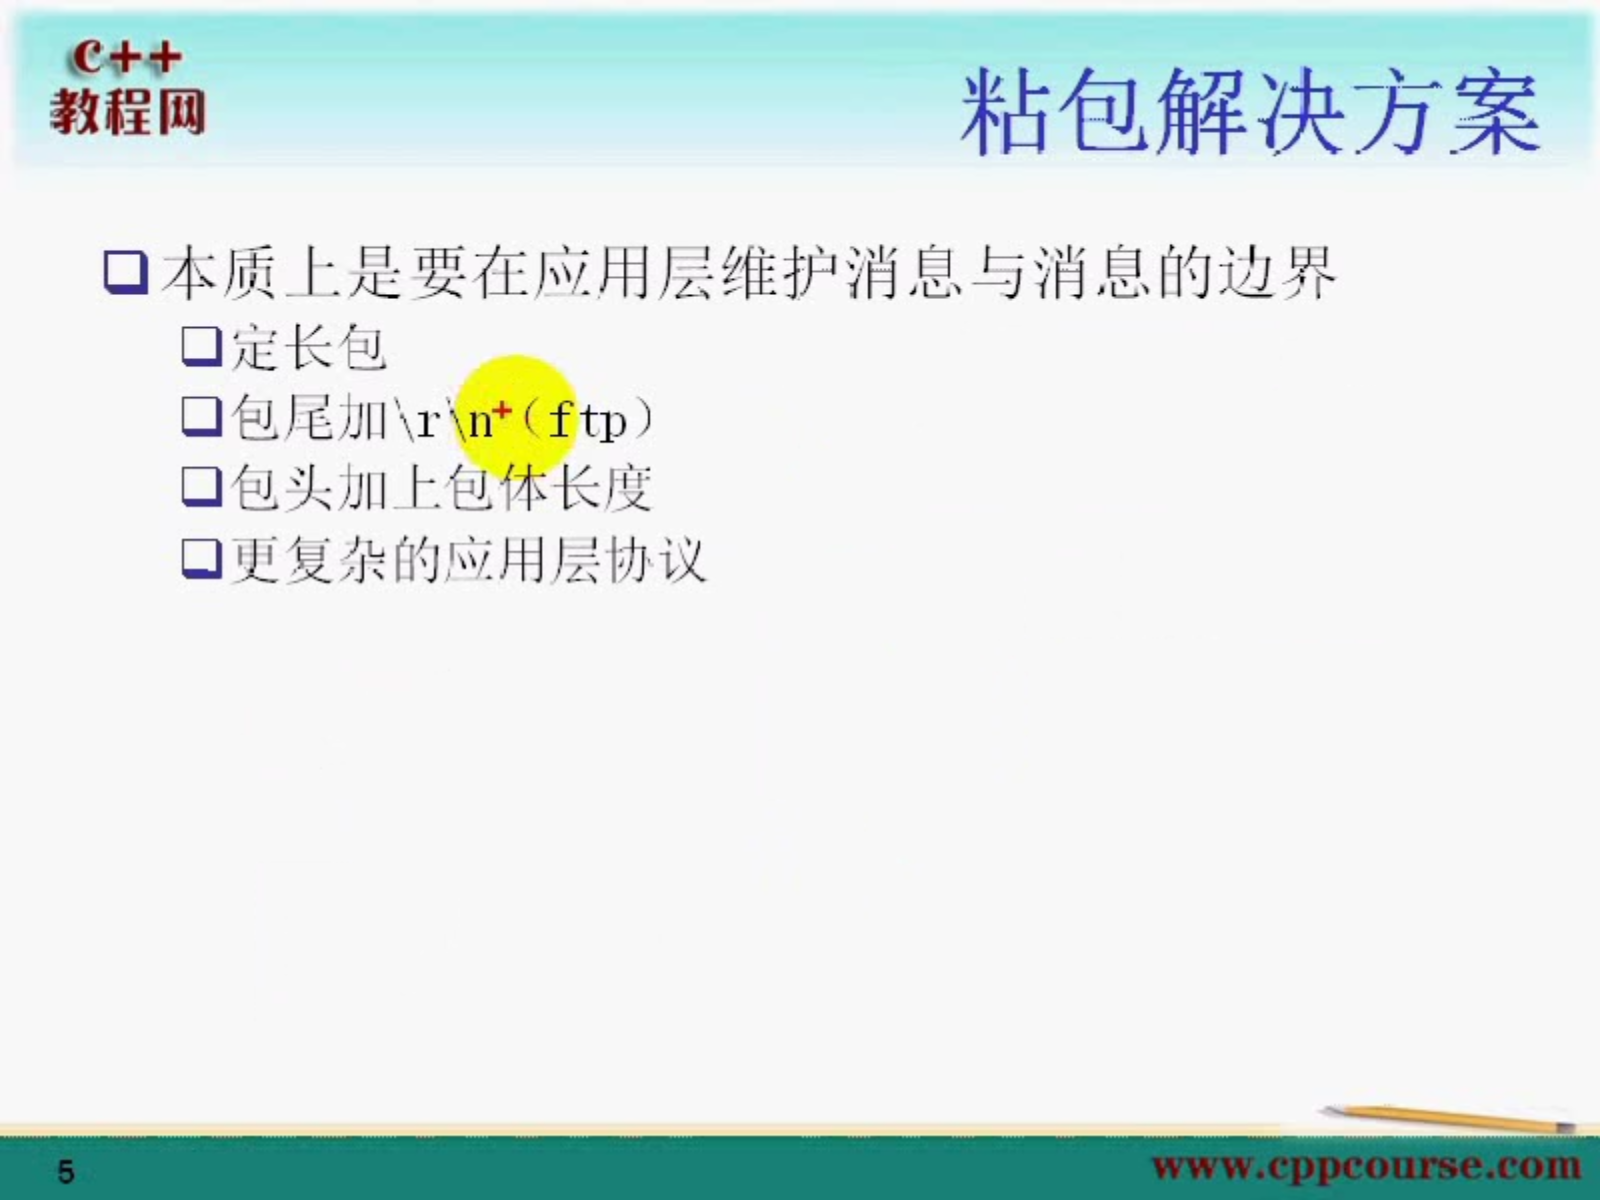 c++
教程网
粘包解决方案
本质上是要在应用层维护消息与消息的边界
定长包
包尾加\r\n（ftp）
包头加上包体长度
更复杂的应用层协议
5
www.cppcourse.com